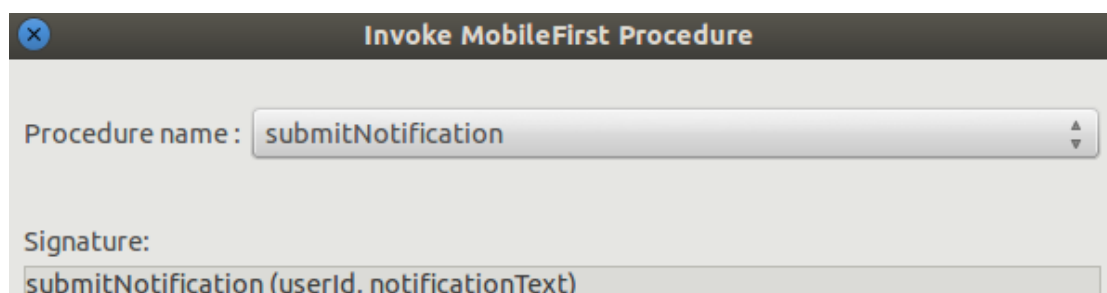 Invoke MobileFirst Procedure
Procedure name : submitNotification
Signature:
submitNotification (userId, notificationText)